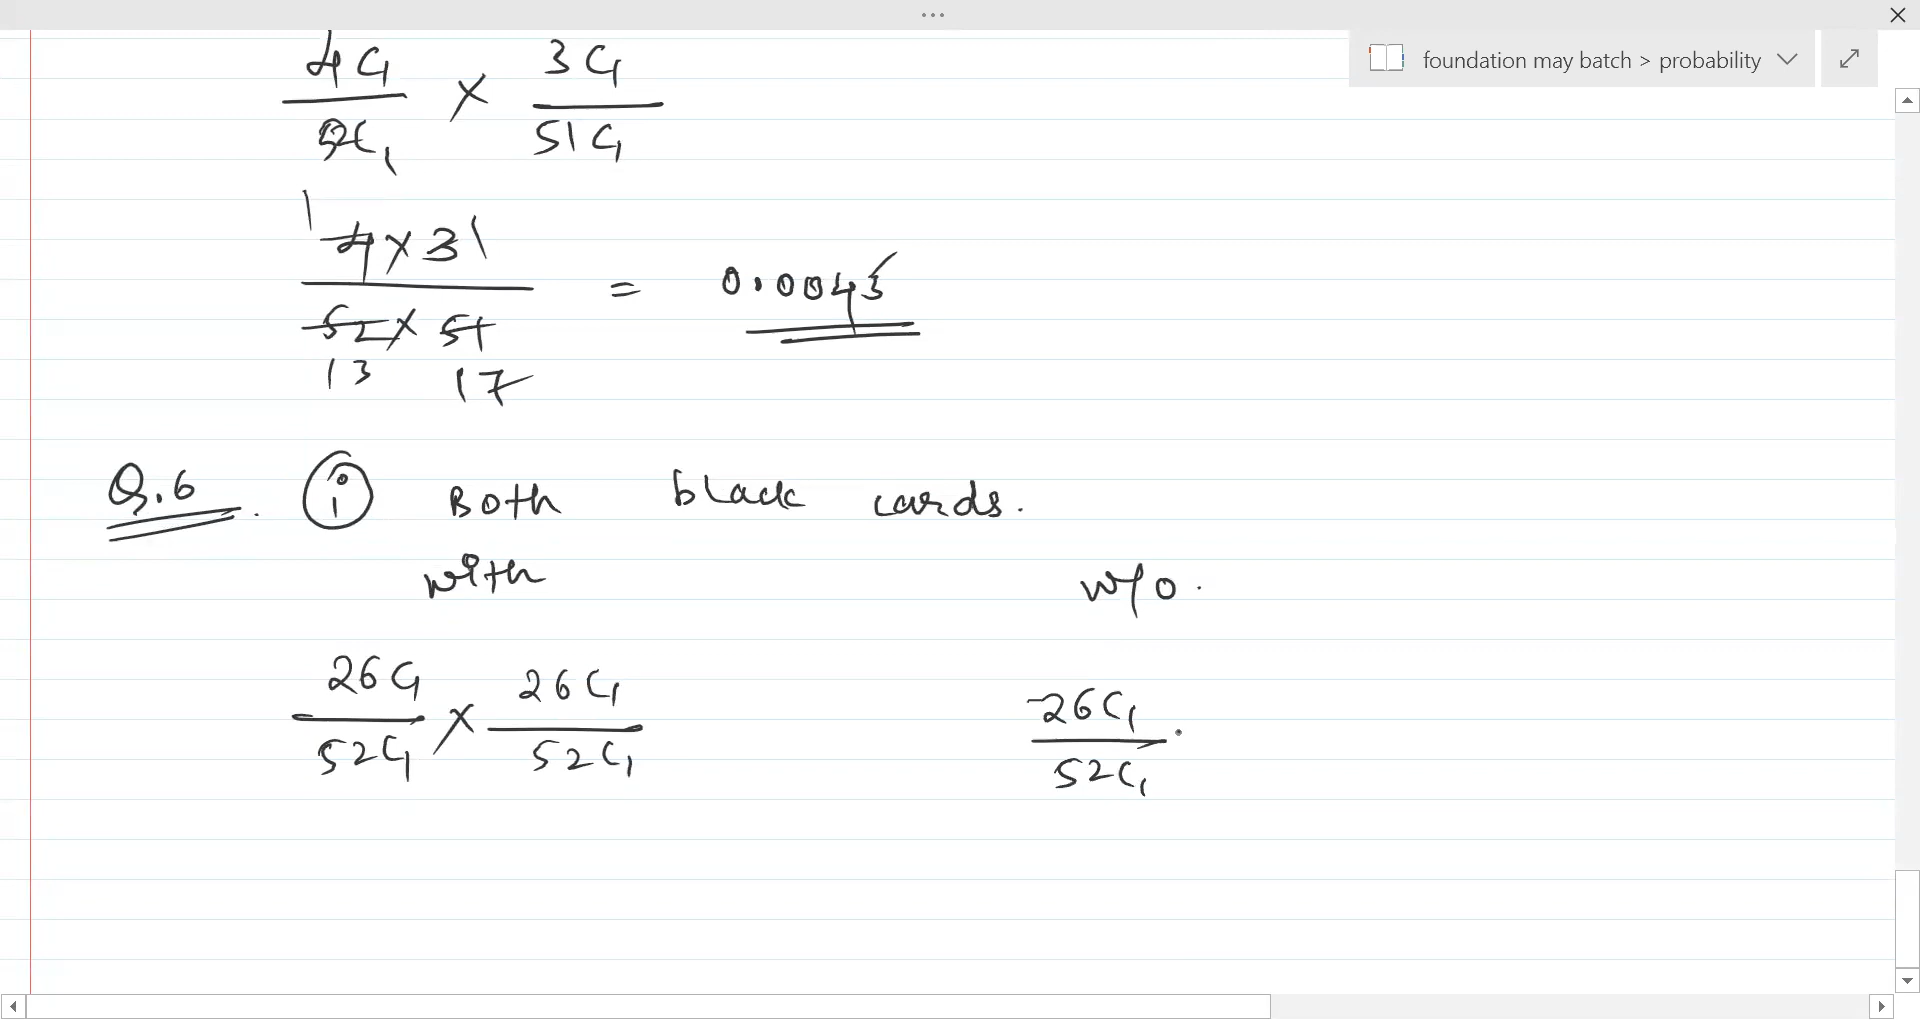 foundation may batch > probability
4C1 / 52C1 × 3C1 / 51C1
1 4 × 3 1
52 × 51 = 0.0045
13 17
Q.6. (i) Both black cards.
with w/o.
26C1 / 52C1 × 26C1 / 52C1 26C1 / 52C1